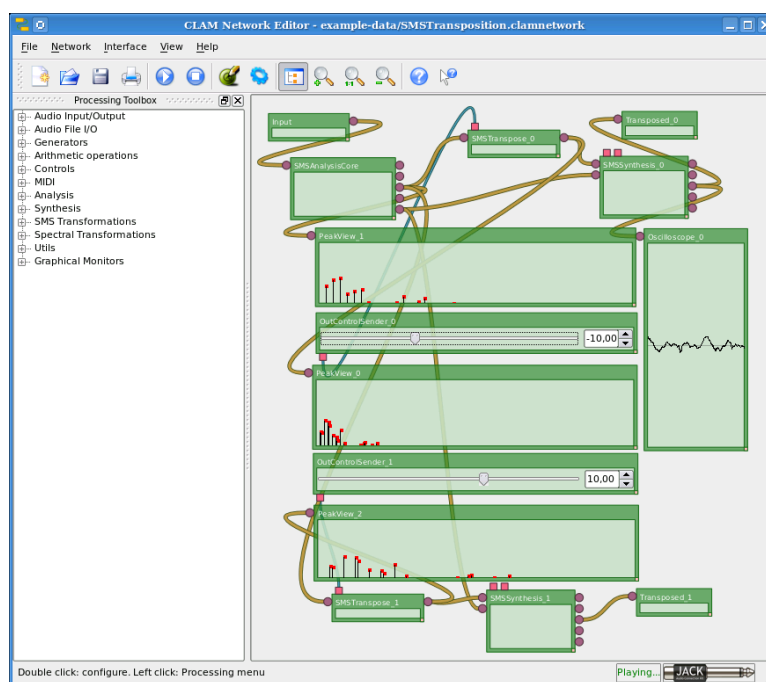 CLAM Network Editor - example-data/SMSTransposition.clamnetwork
File Network Interface View Help
Processing Toolbox
Audio Input/Output
Audio File I/O
Generators
Arithmetic operations
Controls
MIDI
Analysis
Synthesis
SMS Transformations
Spectral Transformations
Utils
Graphical Monitors
Input
Transposed_0
SMSTranspose_0
SMSAnalysisCore
SMSSynthesis_0
PeakView_1
Oscilloscope_0
OutControlSender_0
-10,00
PeakView_0
OutControlSender_1
10,00
PeakView_2
SMSTranspose_1
SMSSynthesis_1
Transposed_1
Double click: configure. Left click: Processing menu
Playing...
JACK